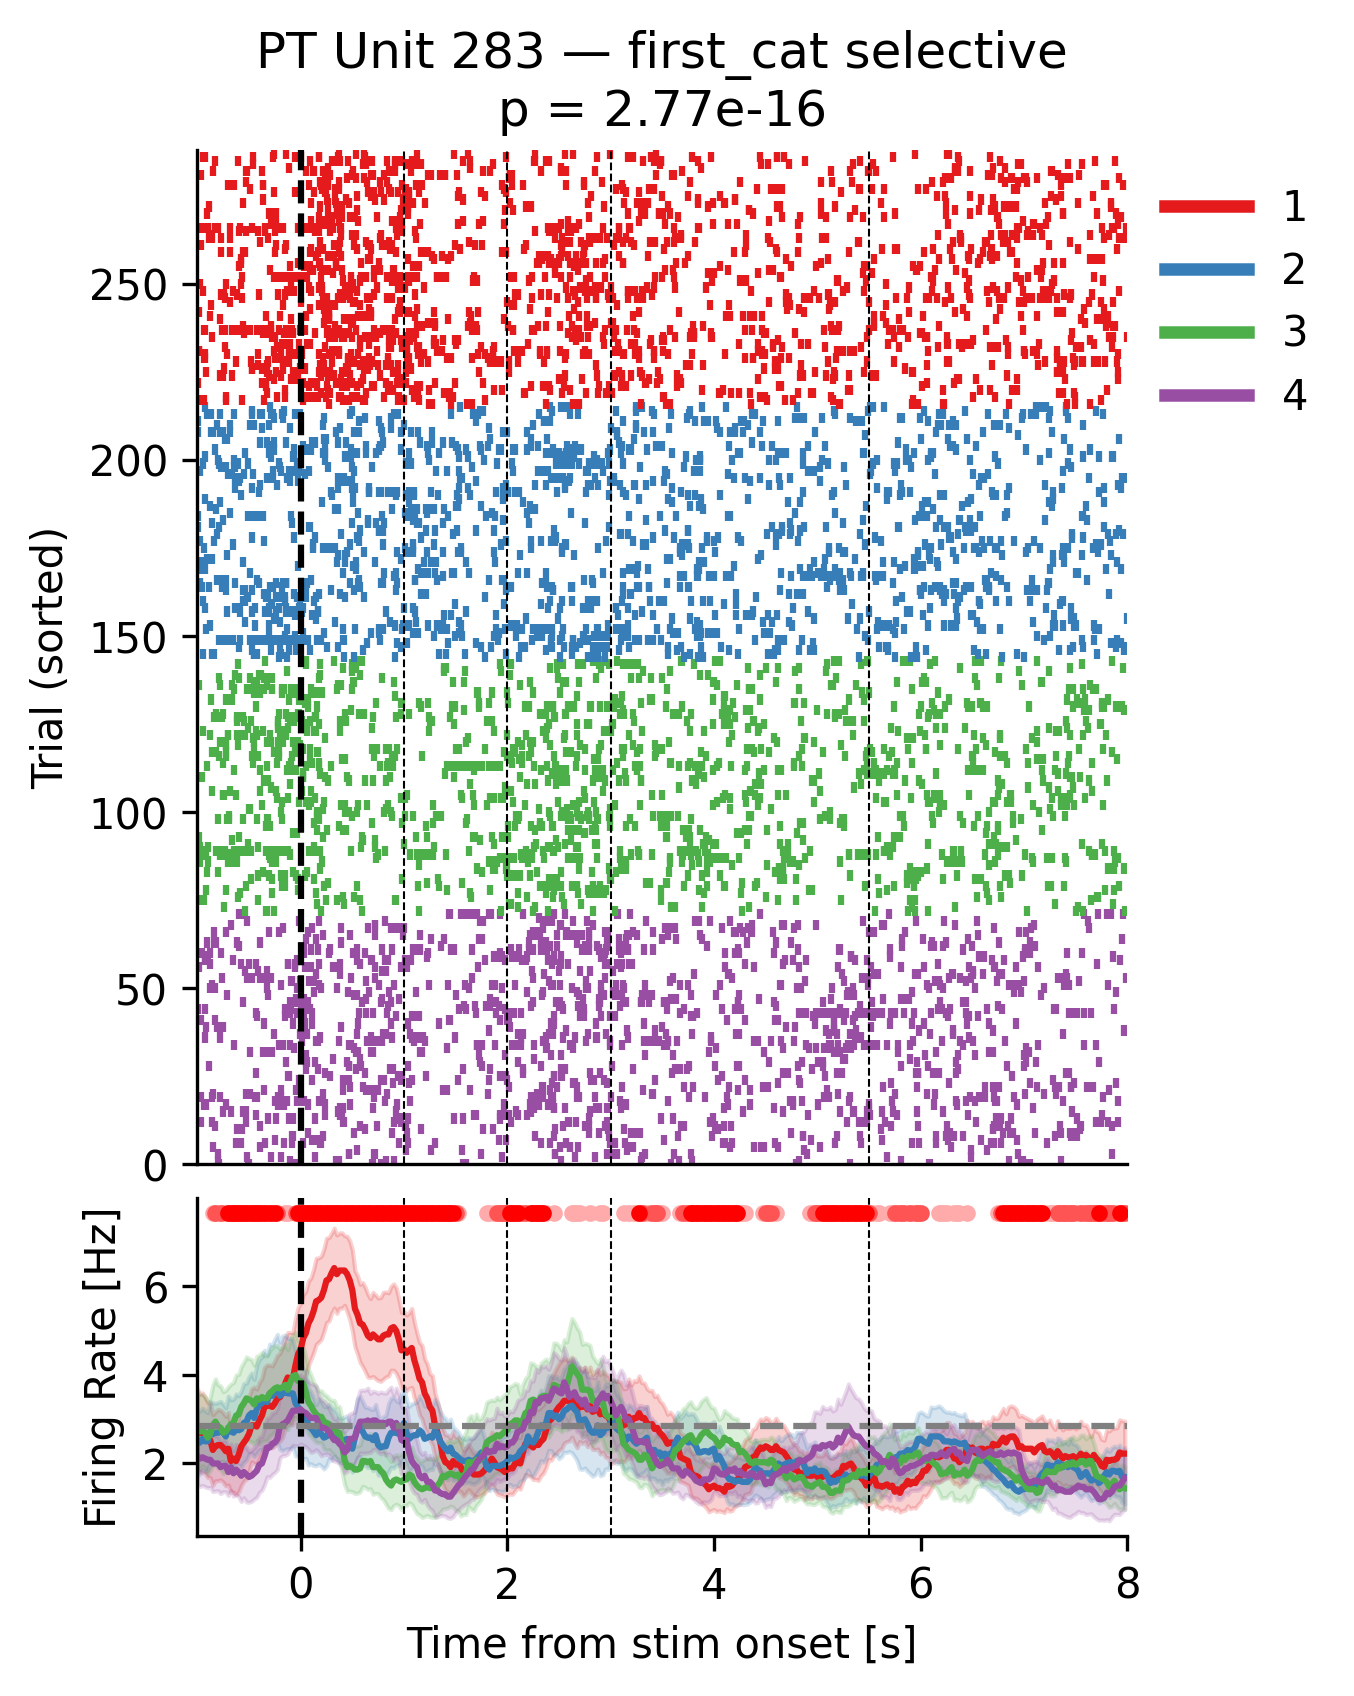 PT Unit 283 — first_cat selective
p = 2.77e-16
Trial (sorted)
250
200
150
100
50
0
1
2
3
4
Firing Rate [Hz]
6
4
2
0 2 4 6 8
Time from stim onset [s]